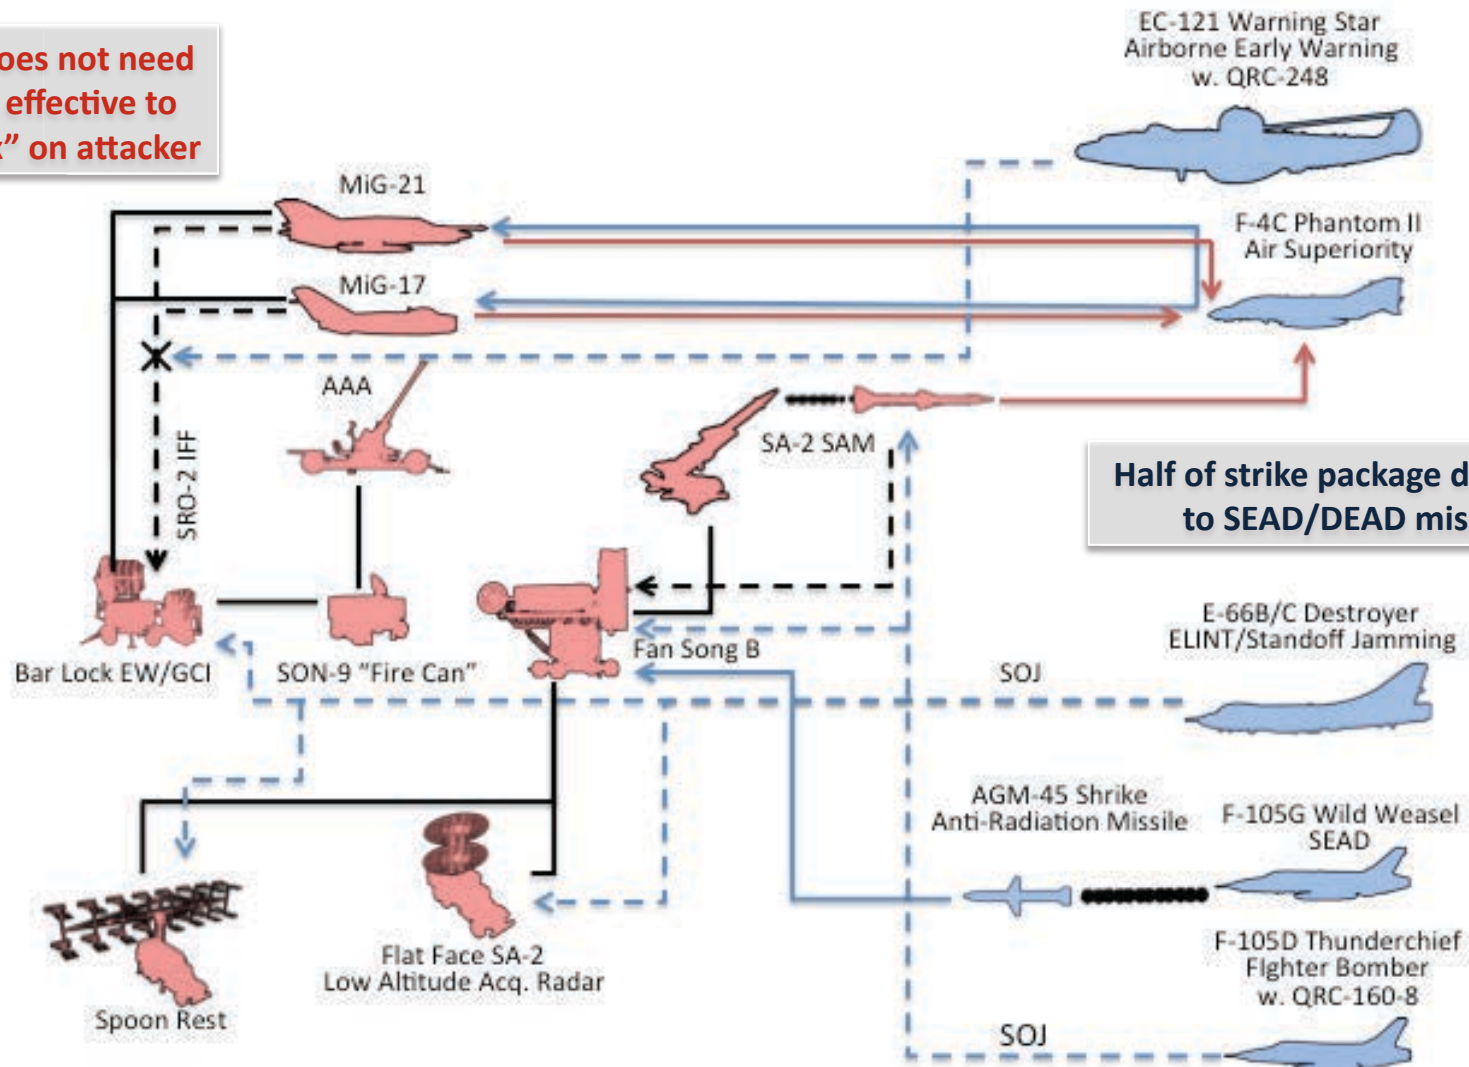 oes not need
effective to
” on attacker
EC-121 Warning Star
Airborne Early Warning
w. QRC-248
MiG-21
F-4C Phantom II
Air Superiority
MiG-17
AAA
SRO-2 IFF
SA-2 SAM
Half of strike package d
to SEAD/DEAD mis
Bar Lock EW/GCI
SON-9 "Fire Can"
Fan Song B
E-66B/C Destroyer
ELINT/Standoff Jamming
SOJ
AGM-45 Shrike
Anti-Radiation Missile
F-105G Wild Weasel
SEAD
Spoon Rest
Flat Face SA-2
Low Altitude Acq. Radar
F-105D Thunderchief
FIghter Bomber
w. QRC-160-8
SOJ